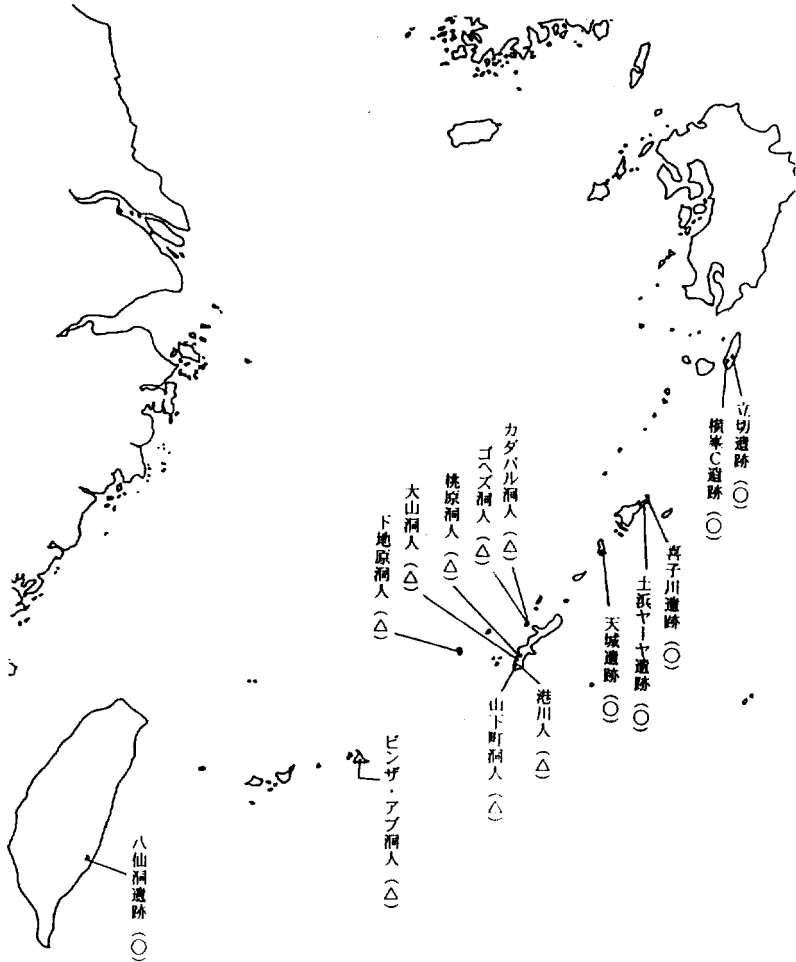 立切遺跡（○）
横峯C遺跡（○）
喜子川遺跡（○）
土浜ヤーヤ遺跡（○）
天城遺跡（○）
カダバル洞人（△）
ゴヘズ洞人（△）
桃原洞人（△）
大山洞人（△）
下地原洞人（△）
港川人（△）
山下町洞人（△）
ピンザ・アブ洞人（△）
八仙洞遺跡（○）